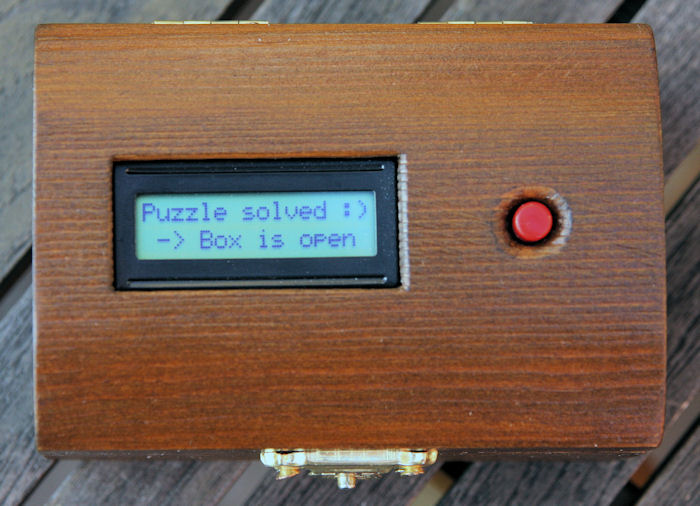 Puzzle solved :)
-> Box is open